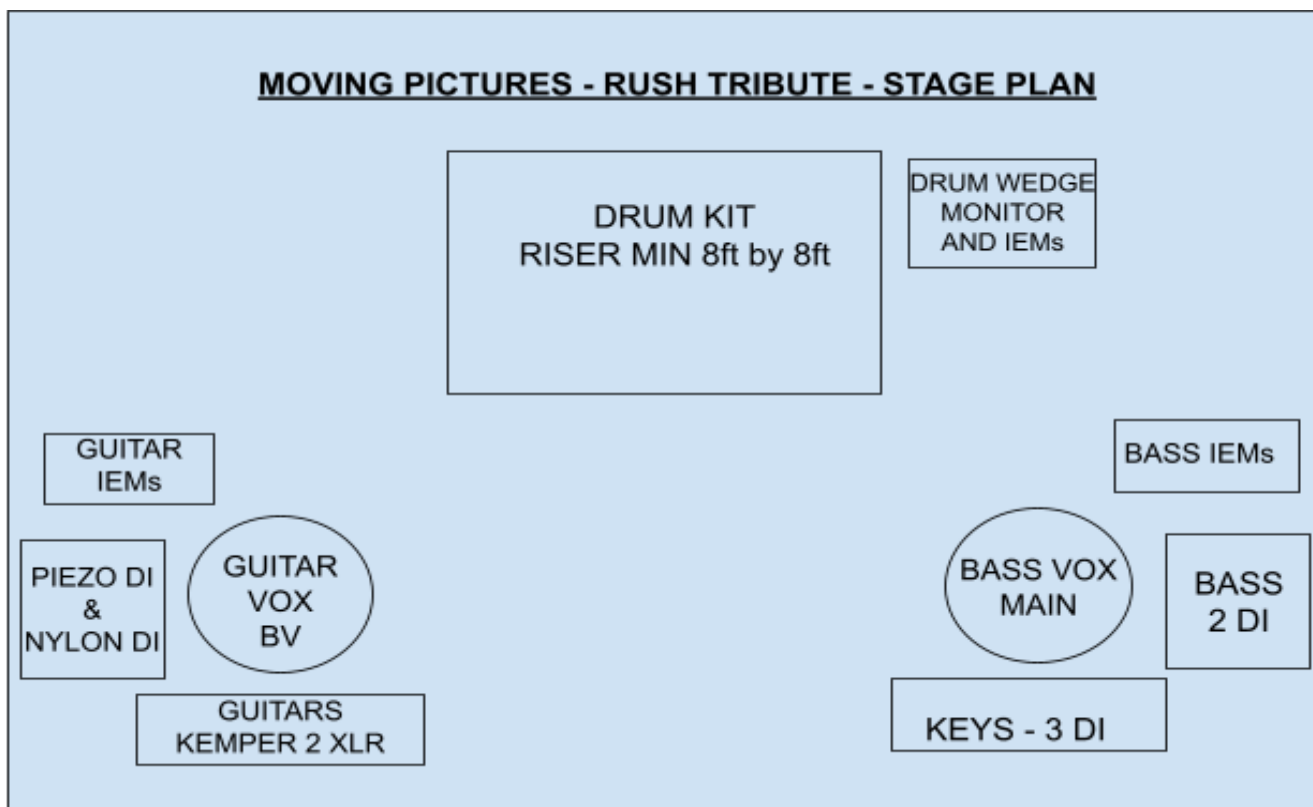 MOVING PICTURES - RUSH TRIBUTE - STAGE PLAN
DRUM KIT
RISER MIN 8ft by 8ft
DRUM WEDGE
MONITOR
AND IEMs
GUITAR
IEMs
BASS IEMs
PIEZO DI
&
NYLON DI
GUITAR
VOX
BV
BASS VOX
MAIN
BASS
2 DI
GUITARS
KEMPER 2 XLR
KEYS - 3 DI